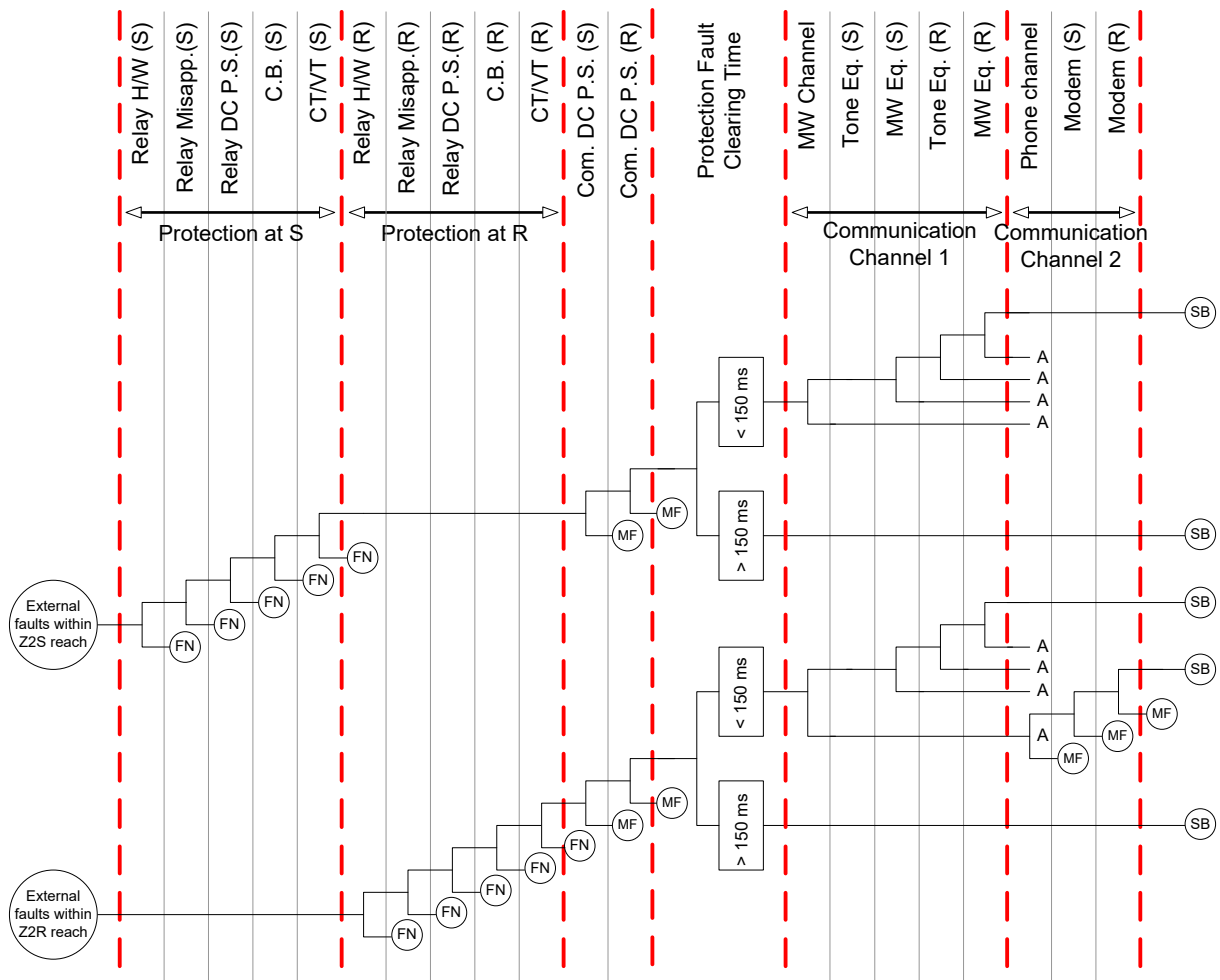 Relay H/W (S)
Relay Misapp.(S)
Relay DC P.S.(S)
C.B. (S)
CT/VT (S)
Relay H/W (R)
Relay Misapp.(R)
Relay DC P.S.(R)
C.B. (R)
CT/VT (R)
Com. DC P.S. (S)
Com. DC P.S. (R)
Protection Fault
Clearing Time
MW Channel
Tone Eq. (S)
MW Eq. (S)
Tone Eq. (R)
MW Eq. (R)
Phone channel
Modem (S)
Modem (R)
Protection at S
Protection at R
Communication
Channel 1
Communication
Channel 2
SB
A
A
A
A
< 150 ms
MF
MF
> 150 ms
SB
FN
FN
FN
FN
FN
External
faults within
Z2S reach
SB
A
A
A
SB
< 150 ms
A
MF
MF
MF
MF
MF
> 150 ms
SB
FN
FN
FN
FN
FN
External
faults within
Z2R reach